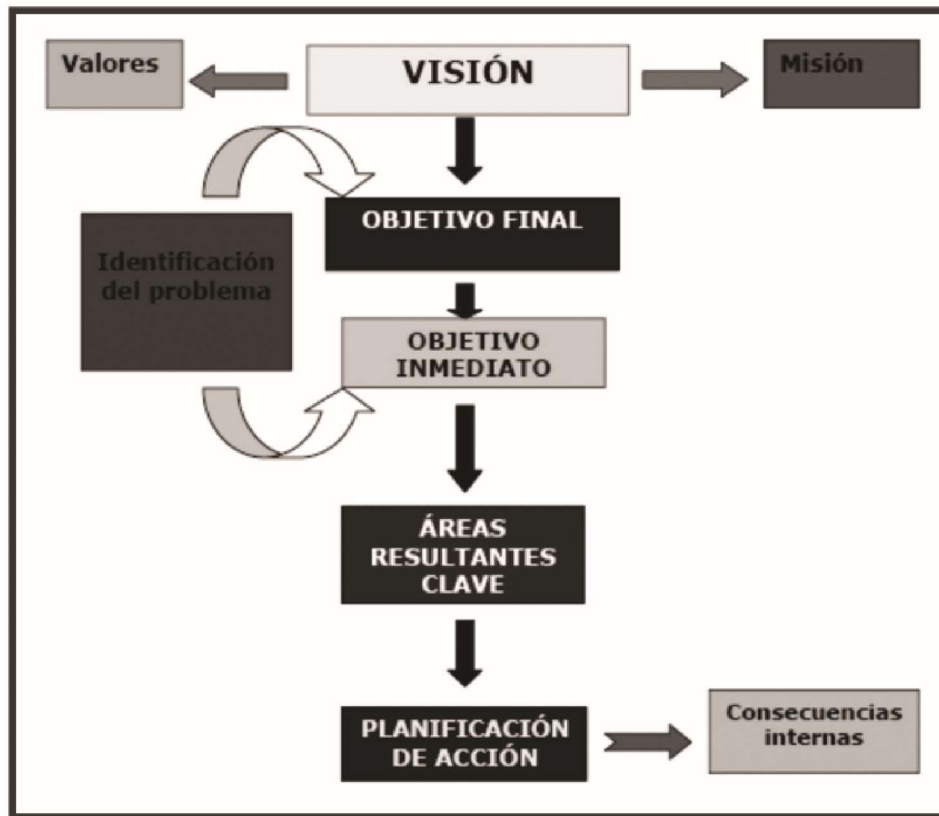 Valores
VISIÓN
Misión
OBJETIVO FINAL
Identificación
del problema
OBJETIVO
INMEDIATO
ÁREAS
RESULTANTES
CLAVE
PLANIFICACIÓN
DE ACCIÓN
Consecuencias
internas